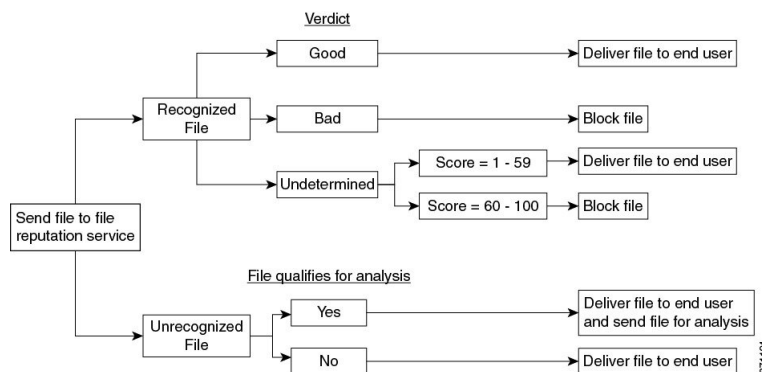 Verdict
Good
Deliver file to end user
Recognized
File
Bad
Block file
Undetermined
Score = 1 - 59
Deliver file to end user
Score = 60 - 100
Block file
Send file to file
reputation service
File qualifies for analysis
Yes
Deliver file to end user
and send file for analysis
Unrecognized
File
No
Deliver file to end user